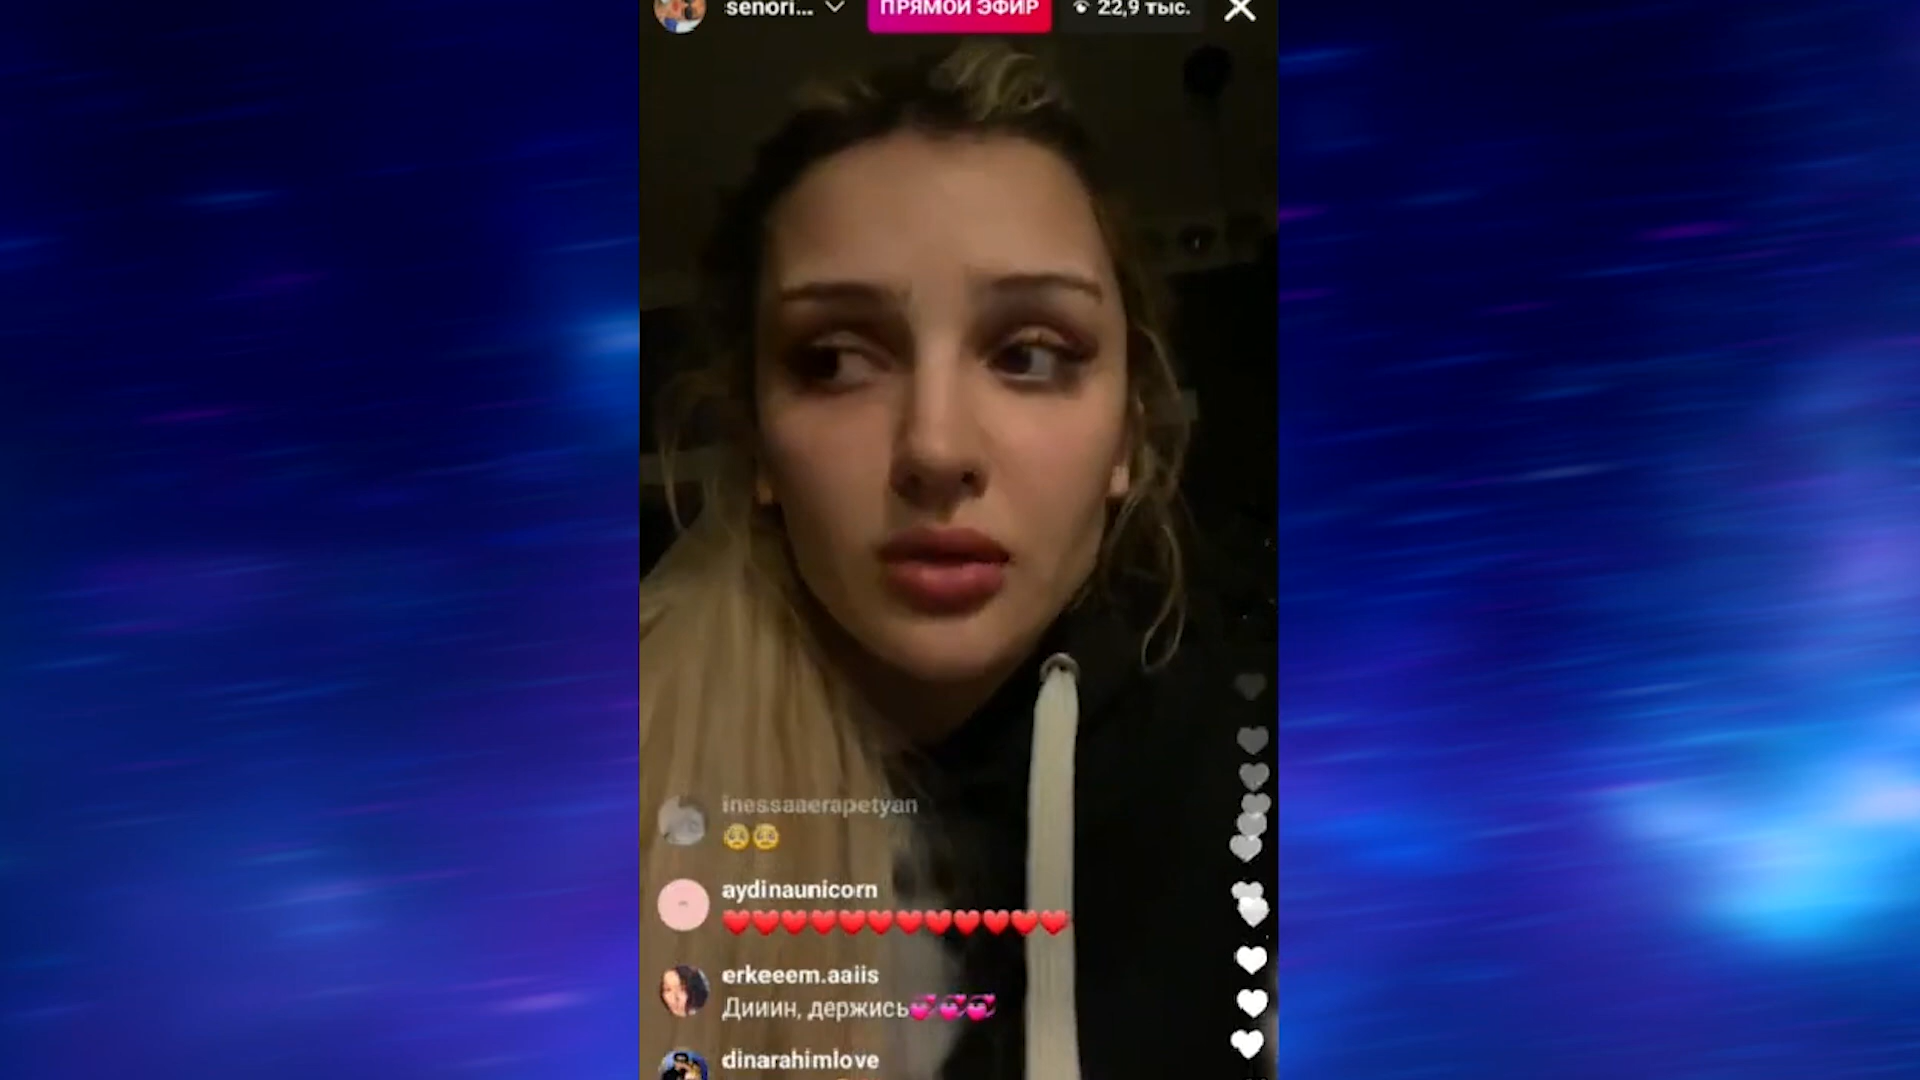 senori...
ПРЯМОЙ ЭФИР
22,9 тыс.
inessaaerapetyan
🥺🥺
aydinaunicorn
❤❤❤❤❤❤❤❤❤❤❤❤
erkeeem.aaiis
Дииин, держись💞💞💞
dinarahimlove